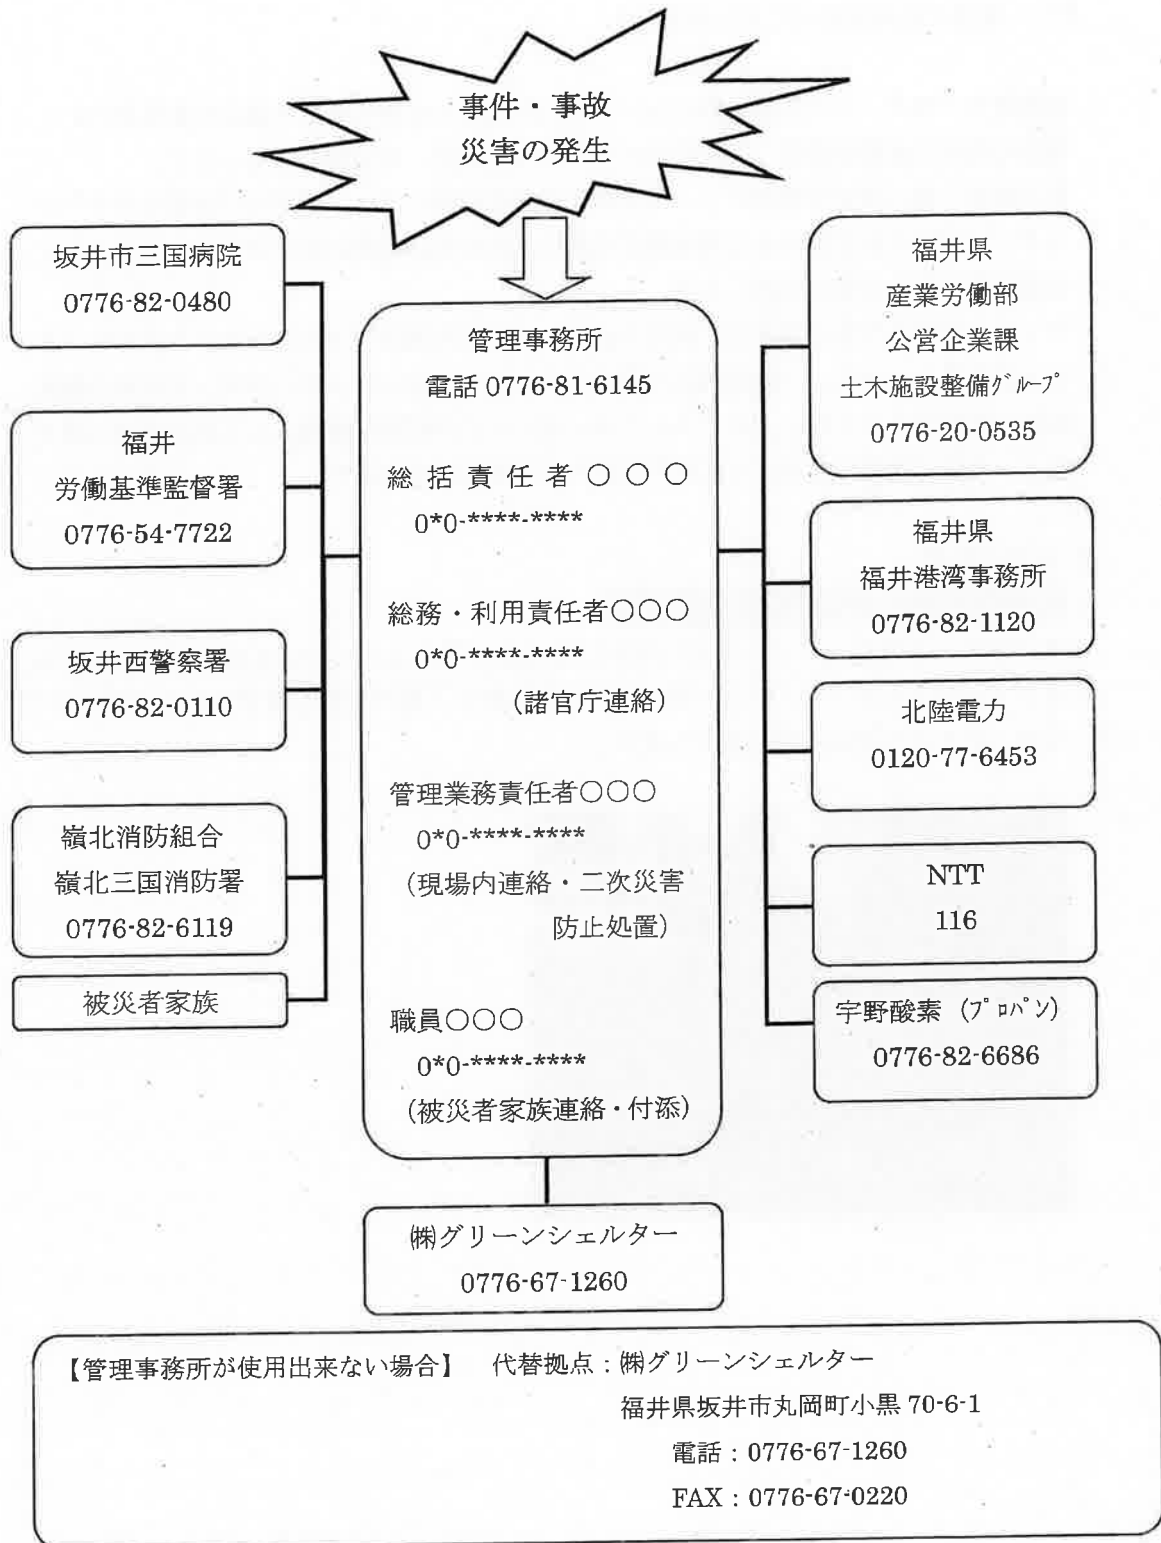 事件・事故
災害の発生
坂井市三国病院
0776-82-0480
福井
労働基準監督署
0776-54-7722
坂井西警察署
0776-82-0110
嶺北消防組合
嶺北三国消防署
0776-82-6119
被災者家族
管理事務所
電話 0776-81-6145
総括責任者○○○
0*0-****-****
総務・利用責任者○○○
0*0-****-****
(諸官庁連絡)
管理業務責任者○○○
0*0-****-****
(現場内連絡・二次災害
防止処置)
職員○○○
0*0-****-****
(被災者家族連絡・付添)
㈱グリーンシェルター
0776-67-1260
福井県
産業労働部
公営企業課
土木施設整備ｸﾞﾙｰﾌﾟ
0776-20-0535
福井県
福井港湾事務所
0776-82-1120
北陸電力
0120-77-6453
NTT
116
宇野酸素(ﾌﾟﾛﾊﾟﾝ)
0776-82-6686
【管理事務所が使用出来ない場合】 代替拠点：㈱グリーンシェルター
福井県坂井市丸岡町小黒 70-6-1
電話：0776-67-1260
FAX：0776-67-0220